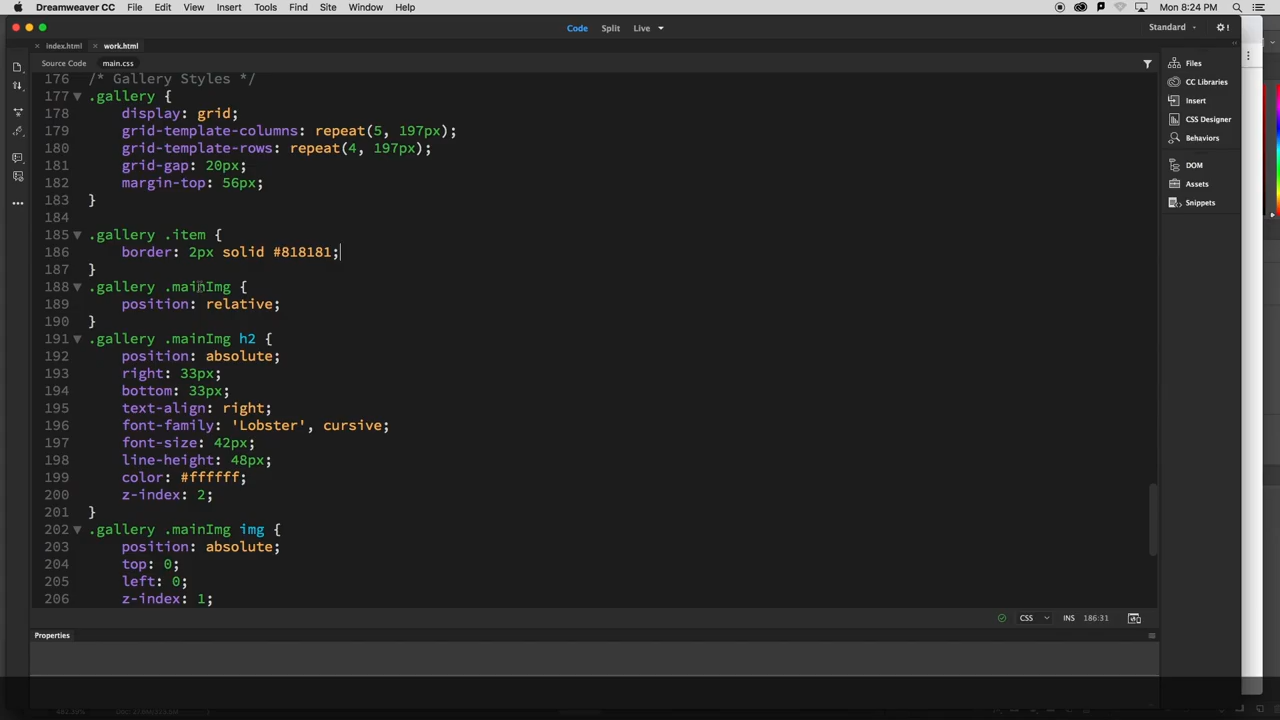 Dreamweaver CC File Edit View Insert Tools Find Site Window Help Mon 8:24 PM
Code Split Live Standard
index.html work.html
Source Code main.css
Files
CC Libraries
Insert
CSS Designer
Behaviors
DOM
Assets
Snippets
176 /* Gallery Styles */
177 .gallery {
178 display: grid;
179 grid-template-columns: repeat(5, 197px);
180 grid-template-rows: repeat(4, 197px);
181 grid-gap: 20px;
182 margin-top: 56px;
183 }
184
185 .gallery .item {
186 border: 2px solid #818181;
187 }
188 .gallery .mainImg {
189 position: relative;
190 }
191 .gallery .mainImg h2 {
192 position: absolute;
193 right: 33px;
194 bottom: 33px;
195 text-align: right;
196 font-family: 'Lobster', cursive;
197 font-size: 42px;
198 line-height: 48px;
199 color: #ffffff;
200 z-index: 2;
201 }
202 .gallery .mainImg img {
203 position: absolute;
204 top: 0;
205 left: 0;
206 z-index: 1;
CSS INS 186:31
Properties